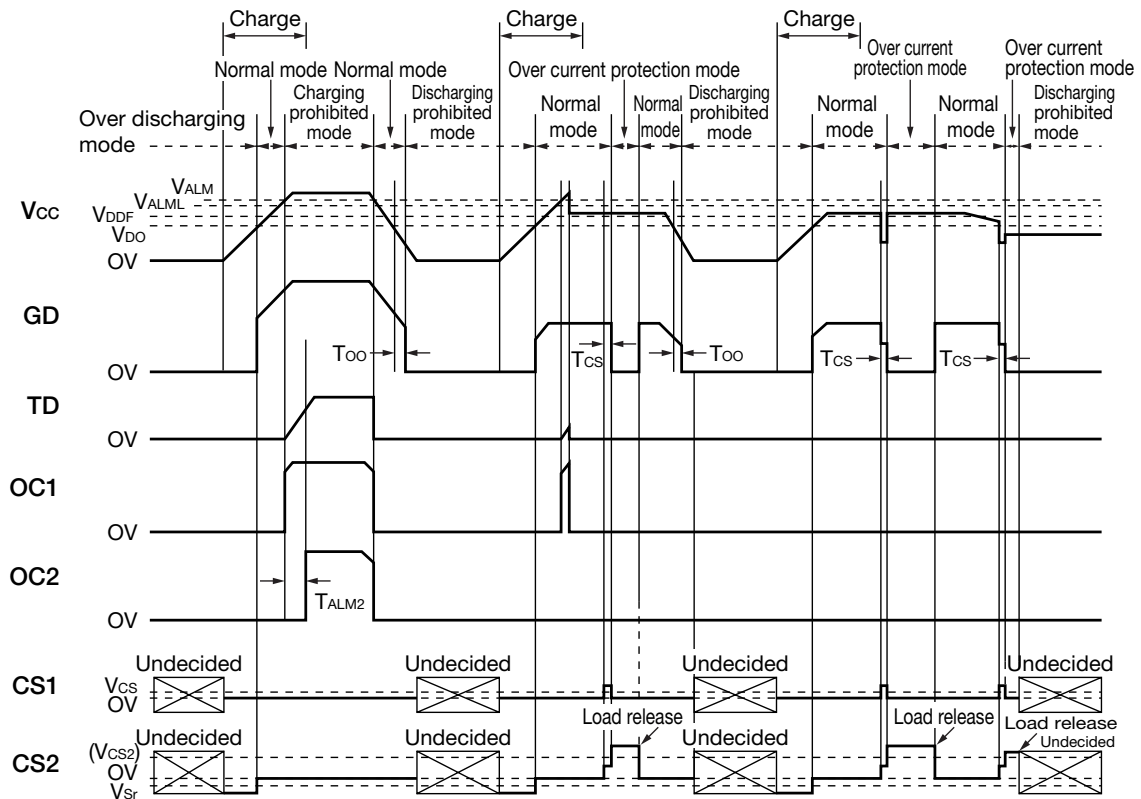 Charge
Charge
Charge
Normal mode
Normal mode
Over current protection mode
Over current
protection mode
Over current
protection mode
Over discharging
mode
Charging
prohibited
mode
Discharging
prohibited
mode
Normal
mode
Normal
mode
Discharging
prohibited
mode
Normal
mode
Normal
mode
Discharging
prohibited
mode
VCC
VALM
VALML
VDDF
VDO
OV
GD
OV
TOO
TCS
TOO
TCS
TCS
TD
OV
OC1
OV
OC2
OV
TALM2
CS1
Undecided
Undecided
Undecided
Undecided
VCS
OV
CS2
Undecided
Undecided
Undecided
Load release
Load release
Load release
Undecided
(VCS2)
OV
VSr